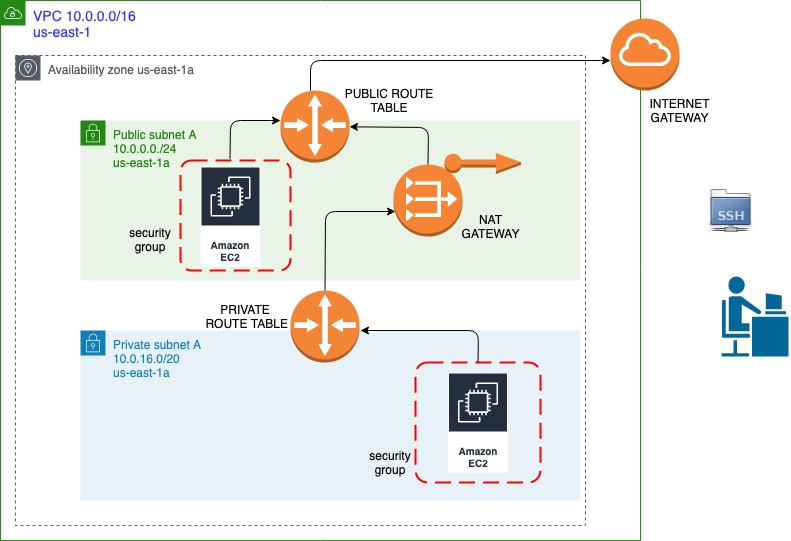 VPC 10.0.0.0/16
us-east-1
Availability zone us-east-1a
PUBLIC ROUTE
TABLE
INTERNET
GATEWAY
Public subnet A
10.0.0.0/24
us-east-1a
security
group
Amazon
EC2
NAT
GATEWAY
SSH
PRIVATE
ROUTE TABLE
Private subnet A
10.0.16.0/20
us-east-1a
security
group
Amazon
EC2